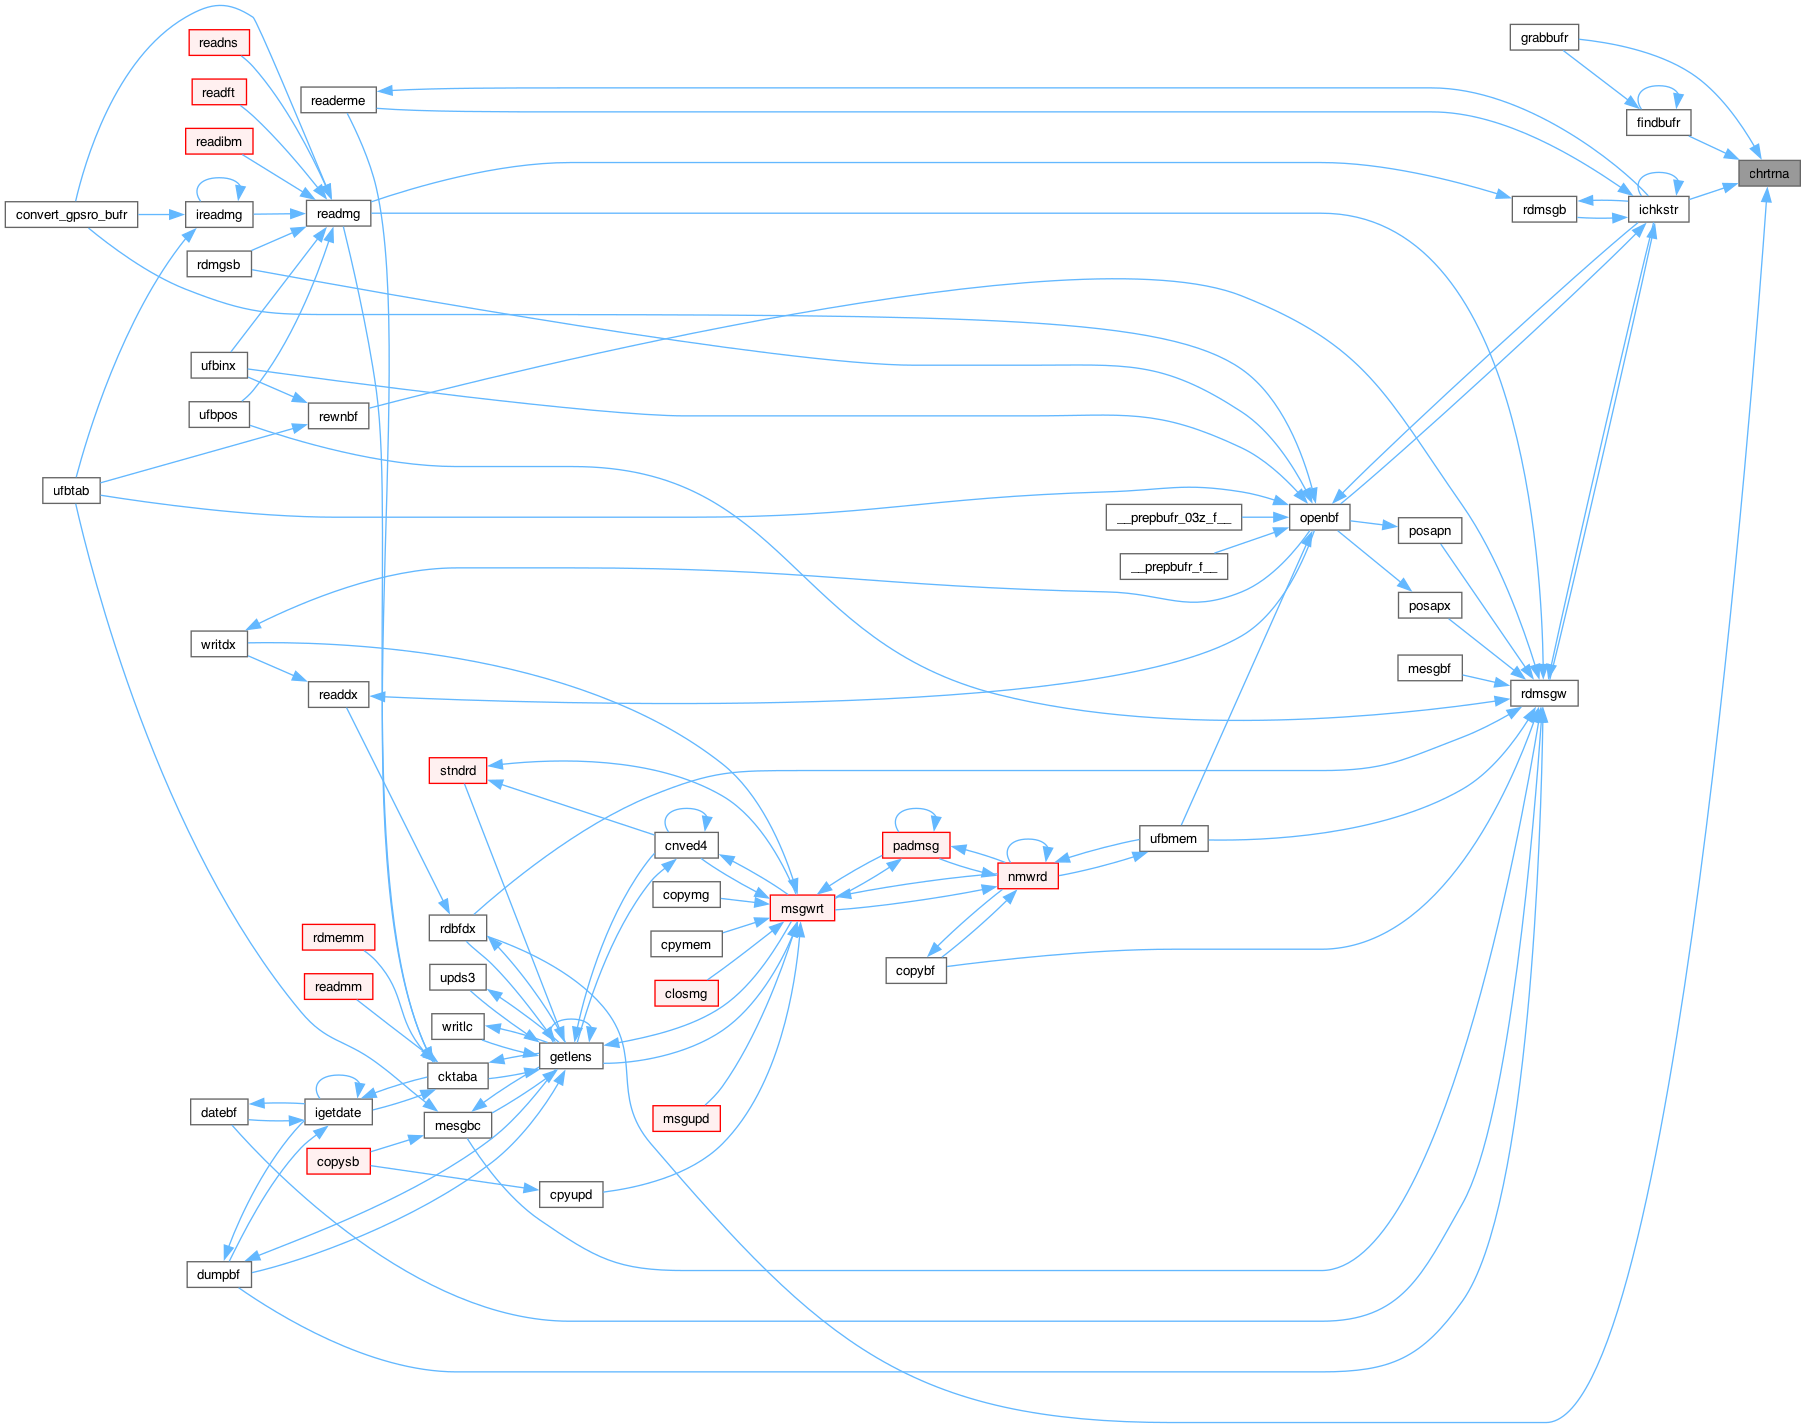 grabbufr
readns
readft
readerme
findbufr
readibm
chrtrna
convert_gpsro_bufr
ireadmg
readmg
rdmsgb
ichkstr
rdmgsb
ufbinx
ufbpos
rewnbf
ufbtab
__prepbufr_03z_f__
openbf
posapn
__prepbufr_f__
posapx
writdx
mesgbf
readdx
rdmsgw
stndrd
cnved4
padmsg
ufbmem
nmwrd
copymg
msgwrt
rdbfdx
rdmemm
cpymem
copybf
upds3
readmm
closmg
writlc
getlens
cktaba
datebf
igetdate
mesgbc
msgupd
copysb
cpyupd
dumpbf